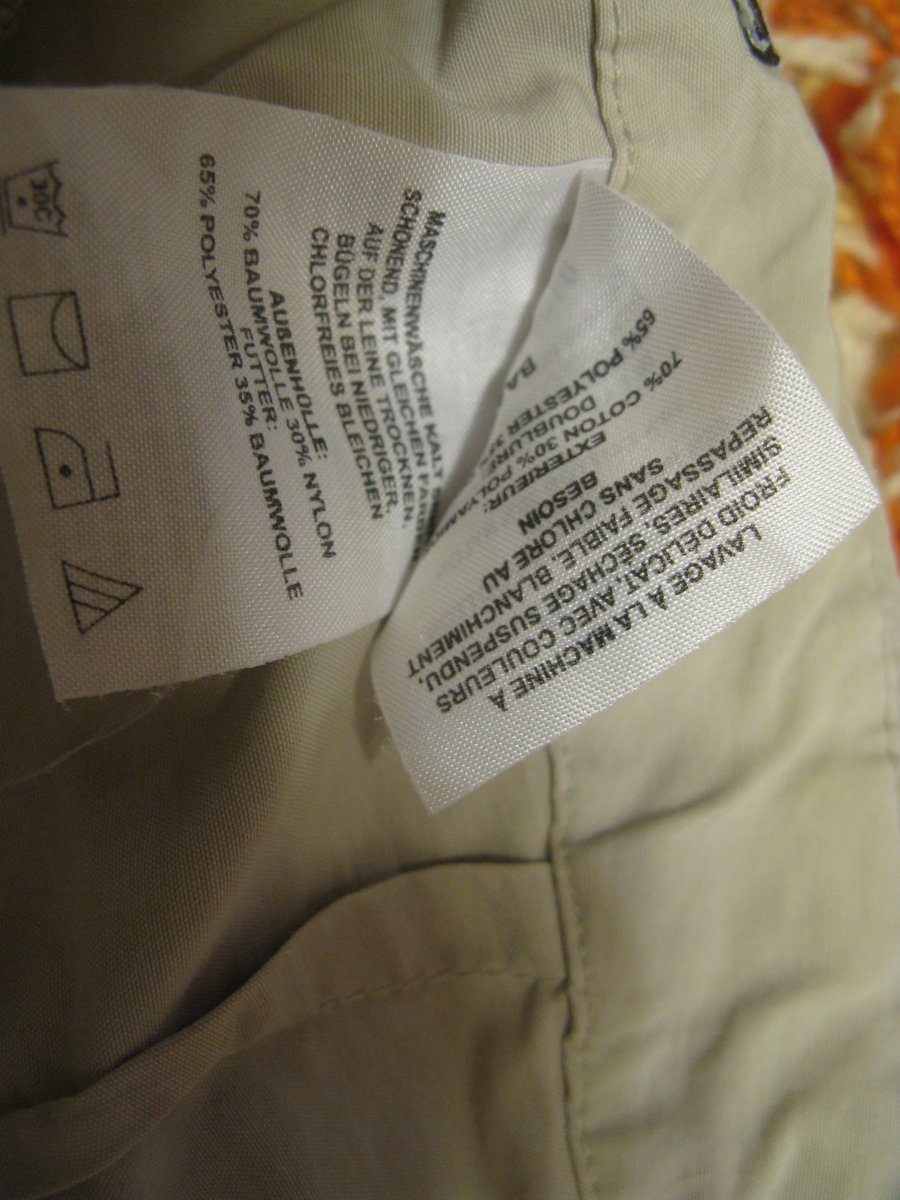 30C
MASCHINENWÄSCHE KALT
SCHONEND, MIT GLEICHEN
AUF DER LEINE TROCKNEN.
BÜGELN BEI NIEDRIGER.
CHLORFREIES BLEICHEN
AUßENHÜLLE:
70% BAUMWOLLE 30% NYLON
FUTTER:
65% POLYESTER 35% BAUMWOLLE
LAVAGE À LA MACHINE À
FROID DÉLICAT, AVEC COULEURS
SIMILAIRES, SÉCHAGE SUSPENDU,
REPASSAGE FAIBLE, BLANCHIMENT
SANS CHLORE AU
BESOIN
EXTERIEUR:
70% COTON 30%
DOUBLURE:
65% POLYESTER